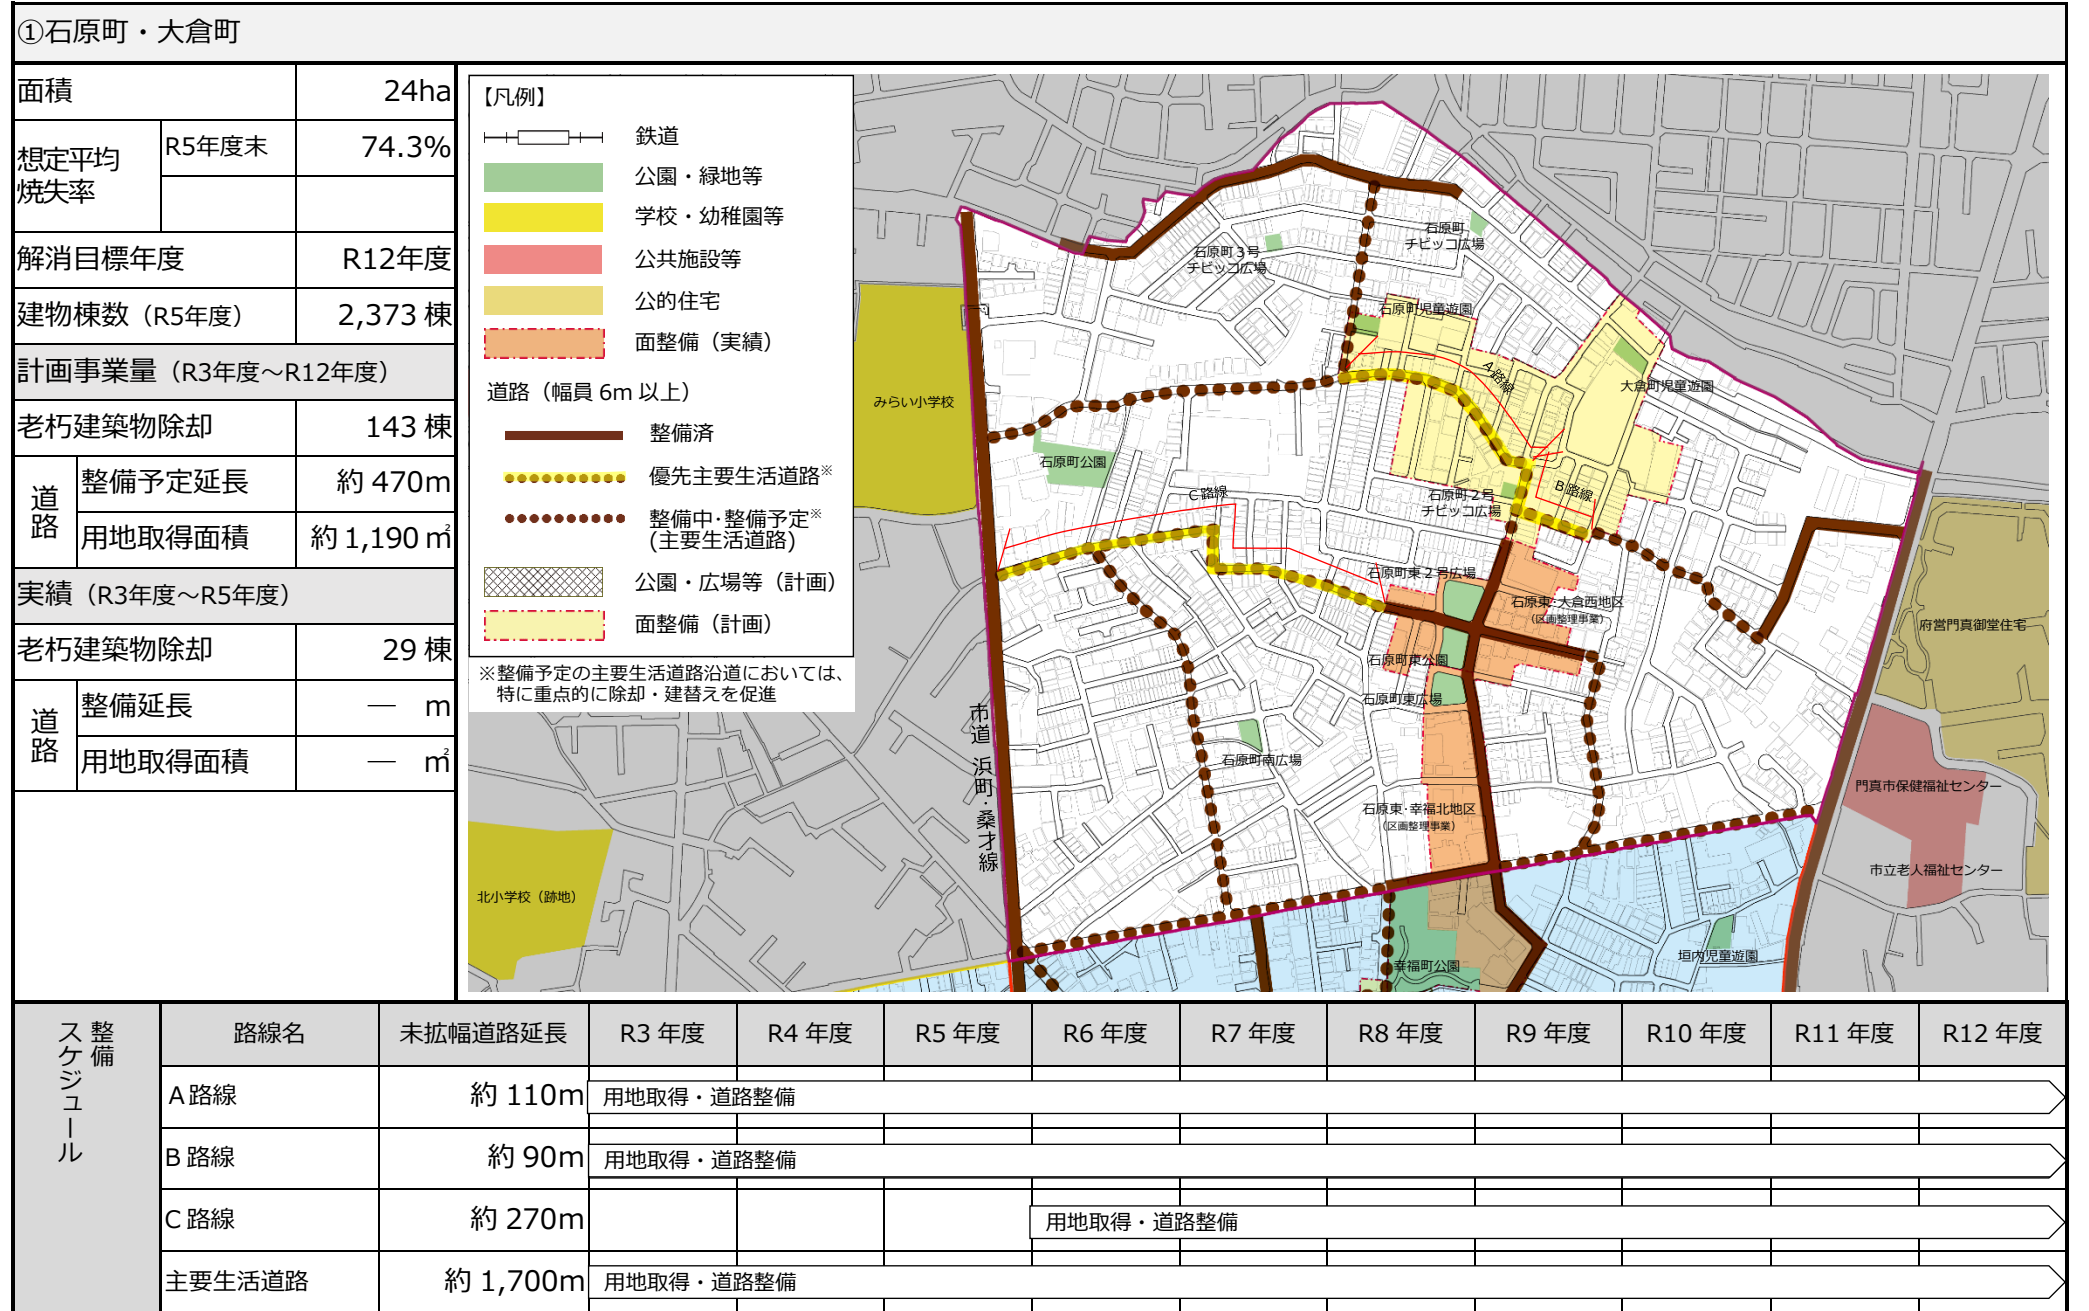 ①石原町・大倉町
面積 24ha
想定平均焼失率 R5年度末 74.3%
解消目標年度 R12年度
建物棟数（R5年度） 2,373 棟
計画事業量（R3年度～R12年度）
老朽建築物除却 143 棟
道路 整備予定延長 約 470m
用地取得面積 約 1,190 ㎡
実績（R3年度～R5年度）
老朽建築物除却 29 棟
道路 整備延長 ― m
用地取得面積 ― ㎡
【凡例】
鉄道
公園・緑地等
学校・幼稚園等
公共施設等
公的住宅
面整備（実績）
道路（幅員 6m 以上）
整備済
優先主要生活道路※
整備中･整備予定※
(主要生活道路)
公園・広場等（計画）
面整備（計画）
※整備予定の主要生活道路沿道においては、
特に重点的に除却・建替えを促進
石原町
チビッコ広場
石原町３号
チビッコ広場
石原町児童遊園
A路線
大倉町児童遊園
みらい小学校
石原町公園
C路線
石原町２号
チビッコ広場
B路線
石原町東２号広場
石原東･大倉西地区
（区画整理事業）
府営門真御堂住宅
石原町東公園
石原町東広場
市道 浜町･桑才線
石原町南広場
門真市保健福祉センター
石原東･幸福北地区
（区画整理事業）
市立老人福祉センター
北小学校（跡地）
幸福町公園
垣内児童遊園
整備スケジュール
路線名 未拡幅道路延長 R3 年度 R4 年度 R5 年度 R6 年度 R7 年度 R8 年度 R9 年度 R10 年度 R11 年度 R12 年度
A路線 約 110m 用地取得・道路整備
B路線 約 90m 用地取得・道路整備
C路線 約 270m 用地取得・道路整備
主要生活道路 約 1,700m 用地取得・道路整備